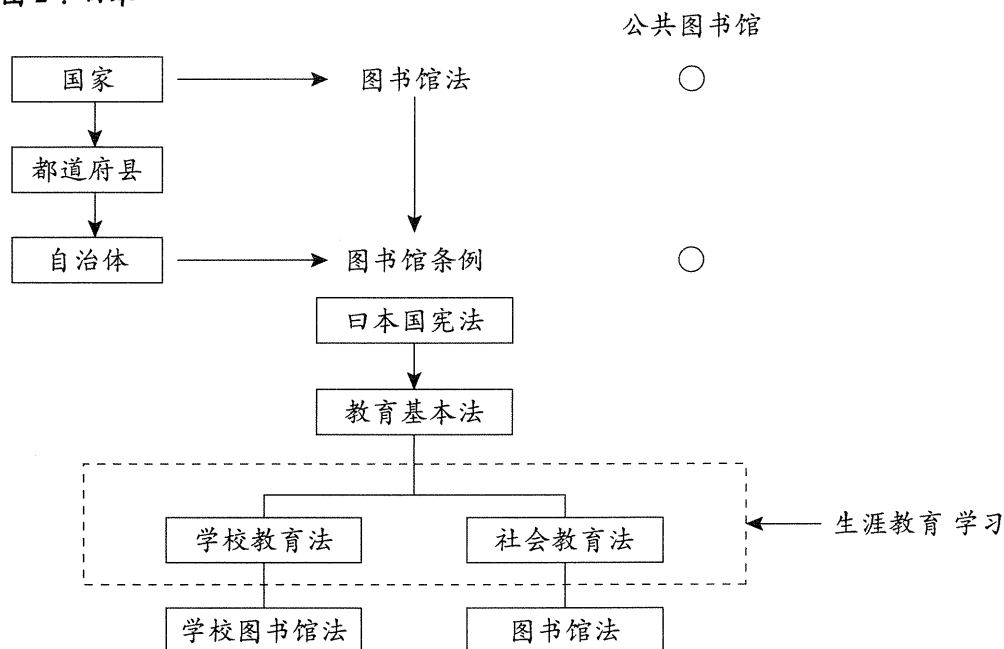 公共图书馆
国家 图书馆法 ○
都道府县
自治体 图书馆条例 ○
日本国宪法
教育基本法
学校教育法 社会教育法 生涯教育 学习
学校图书馆法 图书馆法